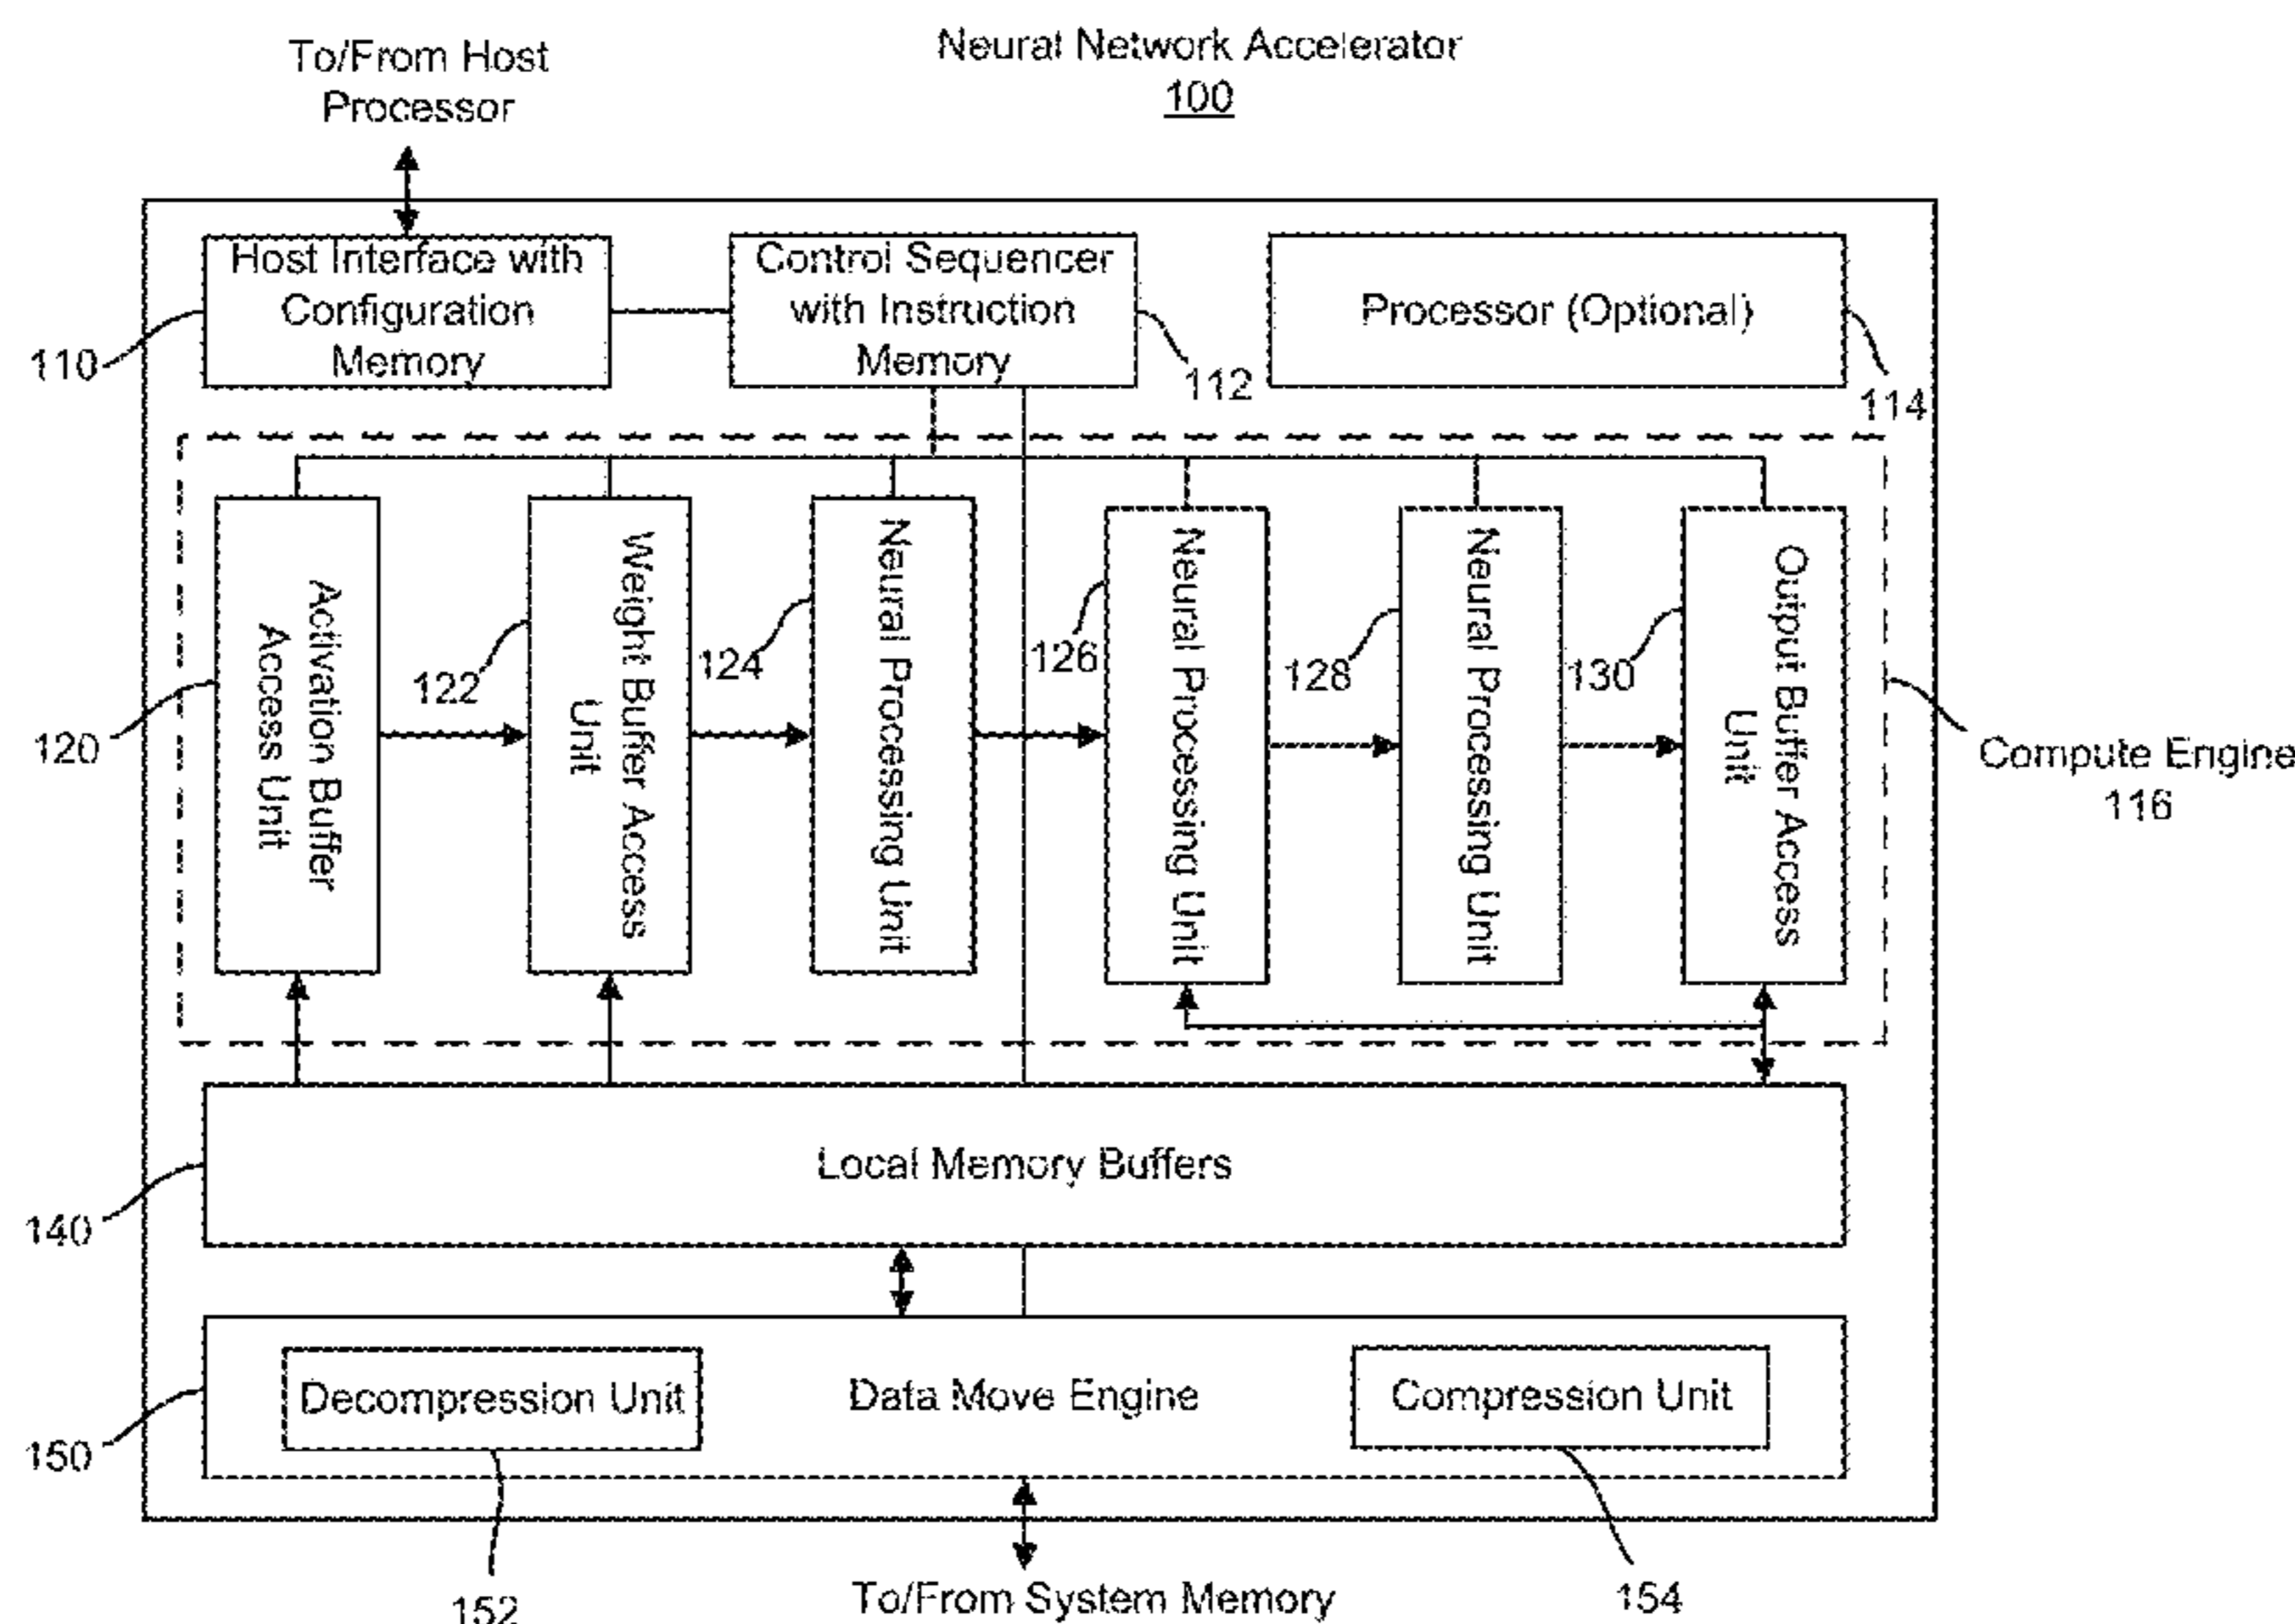 To/From Host
Processor
Neural Network Accelerator
100
Host Interface with
Configuration
Memory
Control Sequencer
with Instruction
Memory
Processor (Optional)
110
112
114
Activation Buffer
Access Unit
Weight Buffer Access
Unit
Neural Processing Unit
Neural Processing Unit
Neural Processing Unit
Output Buffer Access
Unit
120
122
124
126
128
130
Compute Engine
116
Local Memory Buffers
140
Decompression Unit
Data Move Engine
Compression Unit
150
152
To/From System Memory
154